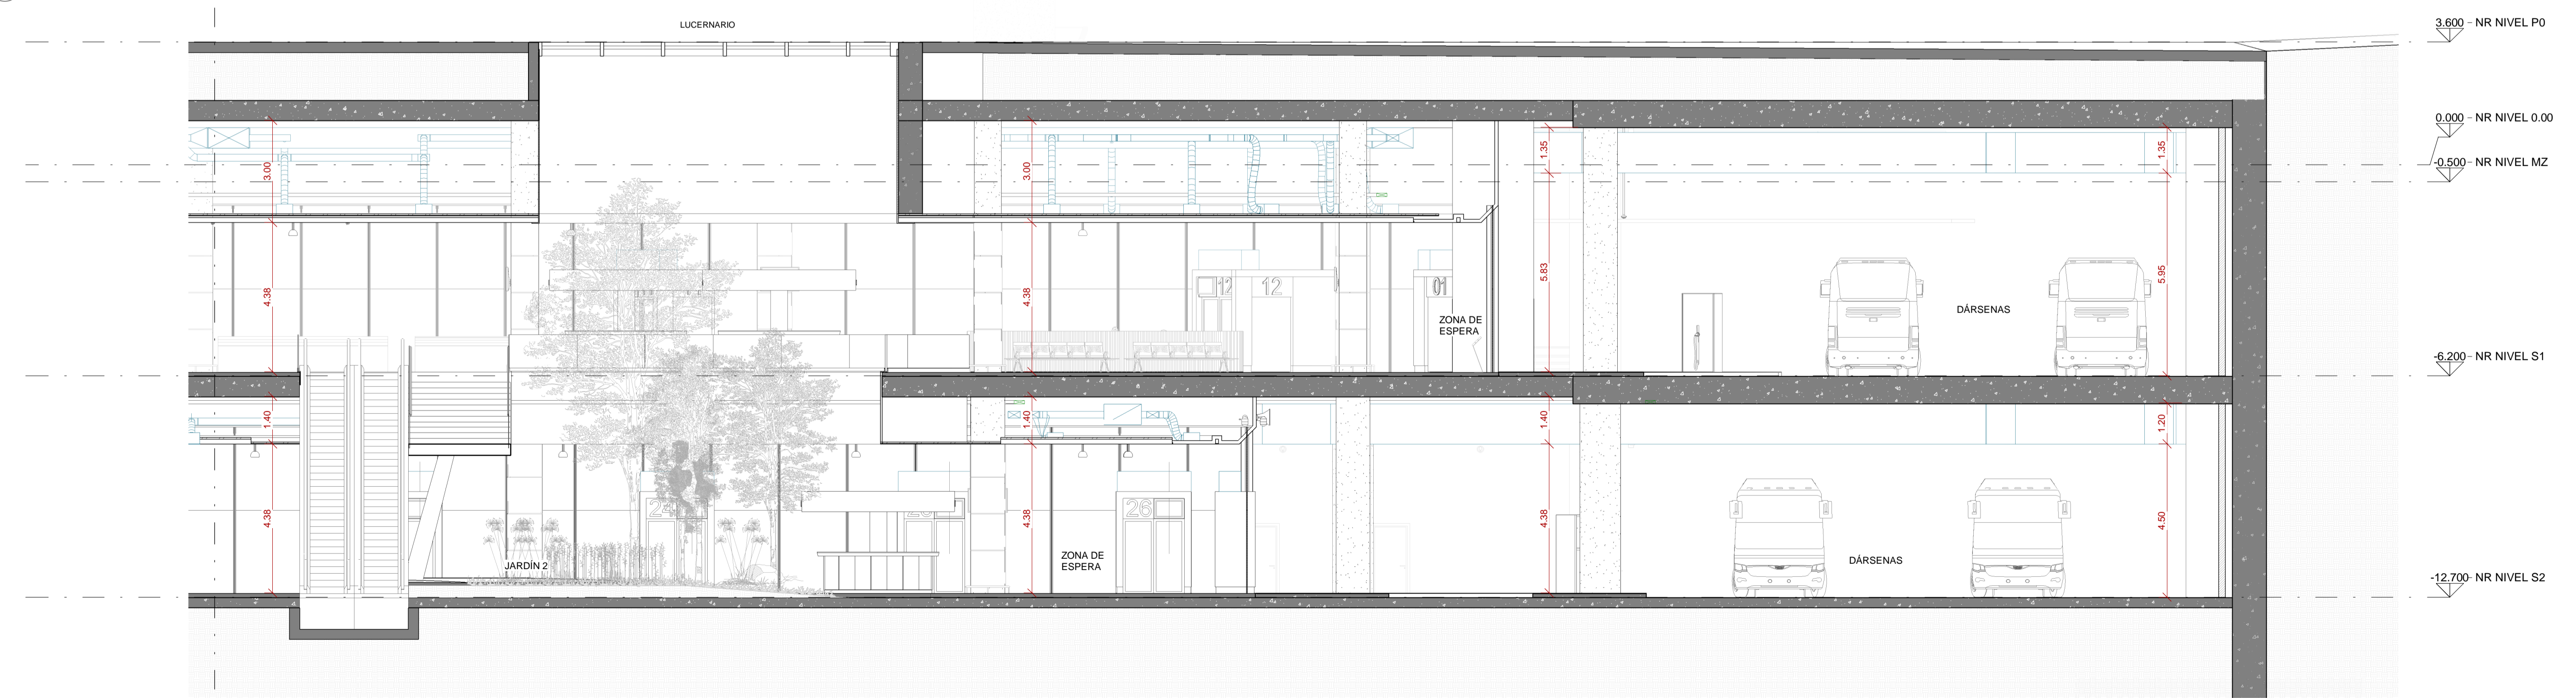 LUCERNARIO
3.600 - NR NIVEL P0
0.000 - NR NIVEL 0.00
-0.500 - NR NIVEL MZ
3.00
3.00
1.35
1.35
4.38
4.38
5.83
5.95
12
12
01
ZONA DE
ESPERA
DÁRSENAS
-6.200 - NR NIVEL S1
1.40
1.40
1.40
1.20
4.38
4.38
4.38
4.50
24
26
JARDÍN 2
ZONA DE
ESPERA
DÁRSENAS
-12.700 - NR NIVEL S2